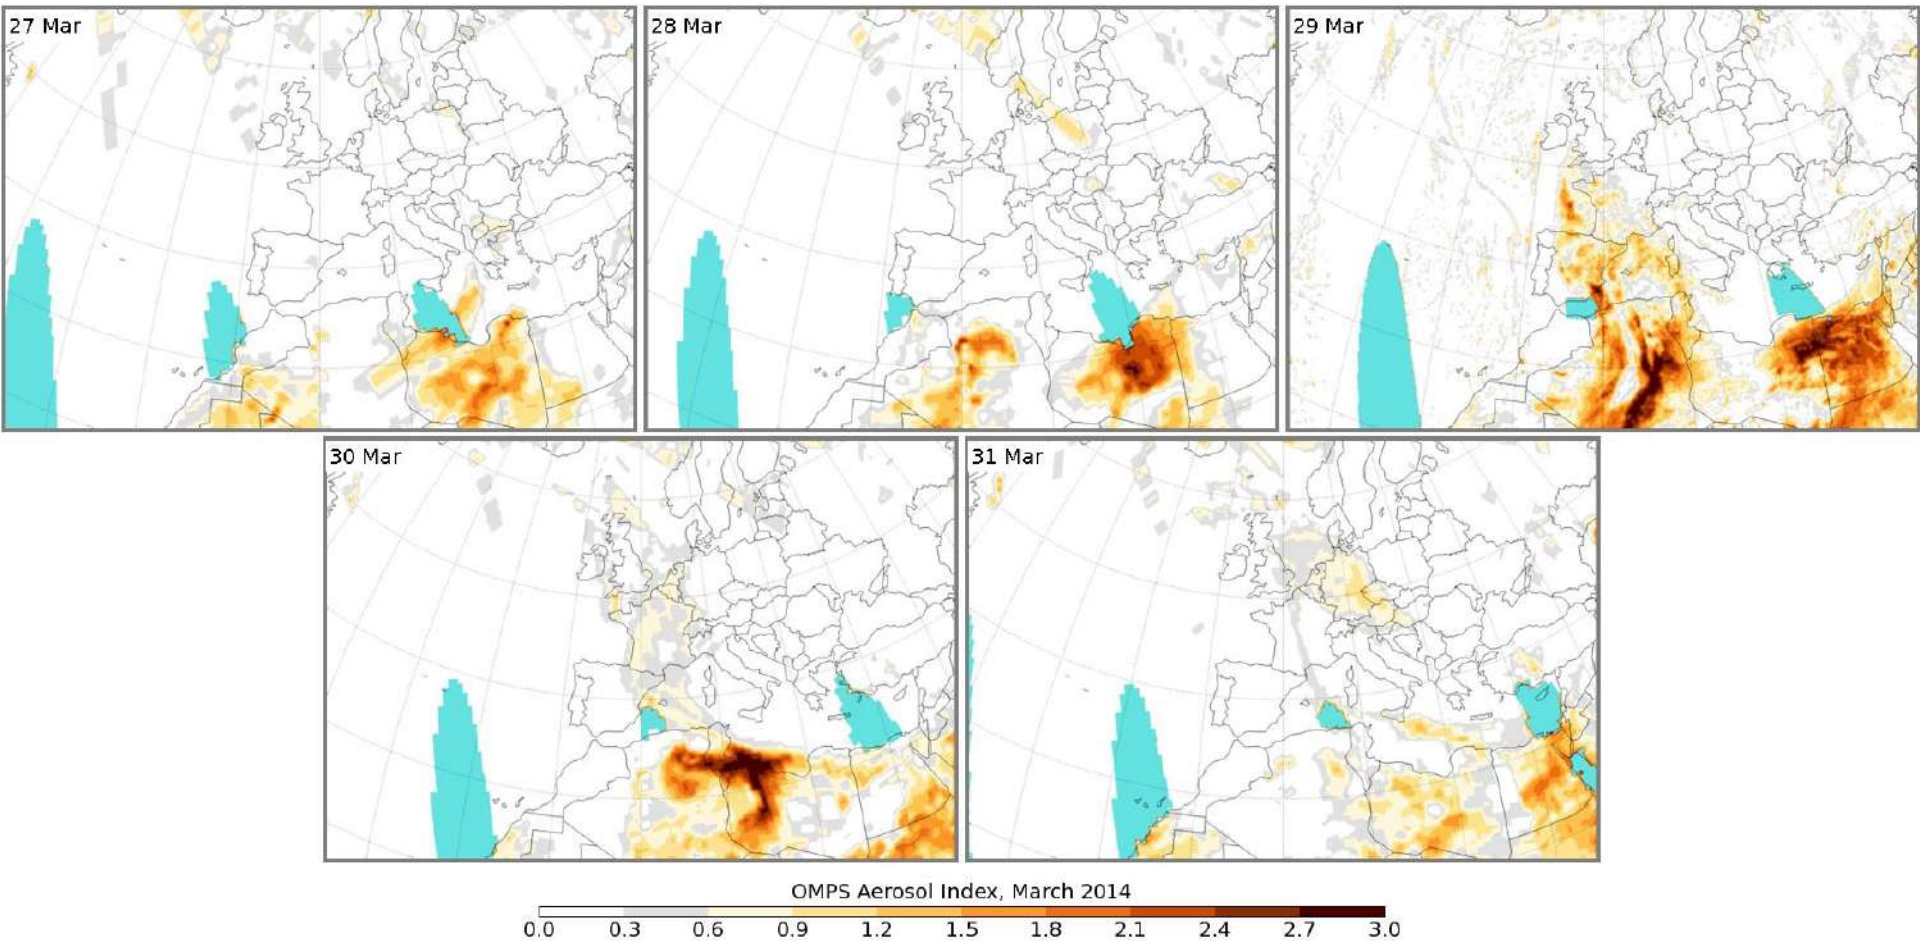 27 Mar
28 Mar
29 Mar
30 Mar
31 Mar
OMPS Aerosol Index, March 2014
0.0 0.3 0.6 0.9 1.2 1.5 1.8 2.1 2.4 2.7 3.0